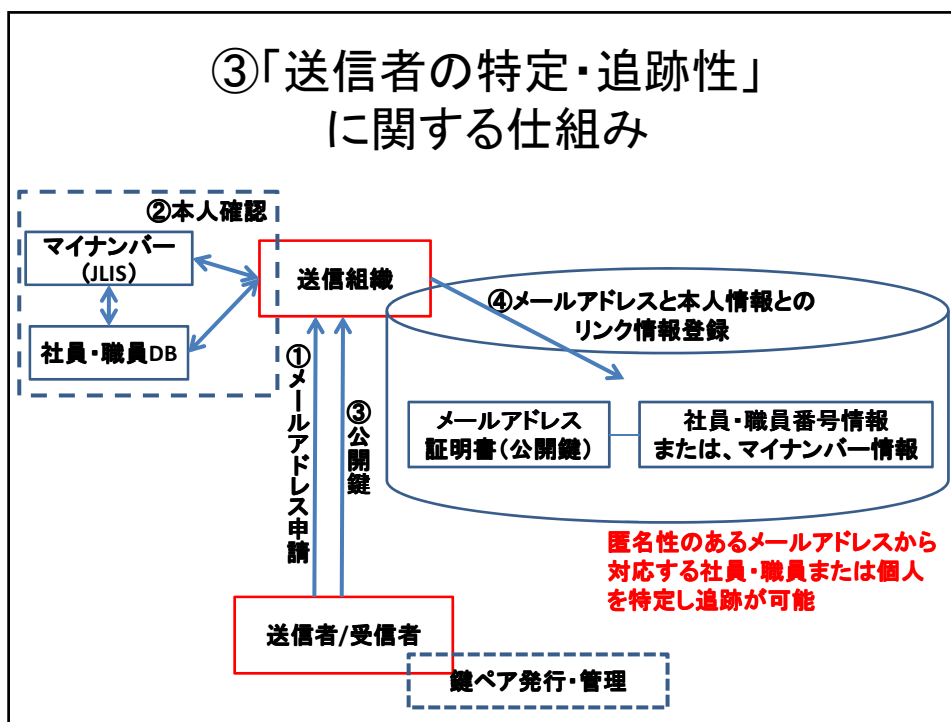 ③「送信者の特定・追跡性」
に関する仕組み
②本人確認
マイナンバー
(JLIS)
社員・職員DB
送信組織
④メールアドレスと本人情報との
リンク情報登録
①メールアドレス申請
③公開鍵
メールアドレス
証明書(公開鍵)
社員・職員番号情報
または、マイナンバー情報
匿名性のあるメールアドレスから
対応する社員・職員または個人
を特定し追跡が可能
送信者/受信者
鍵ペア発行・管理